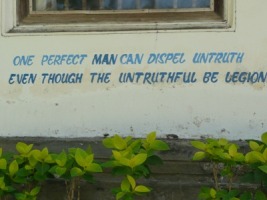 ONE PERFECT MAN CAN DISPEL UNTRUTH
EVEN THOUGH THE UNTRUTHFUL BE LEGION